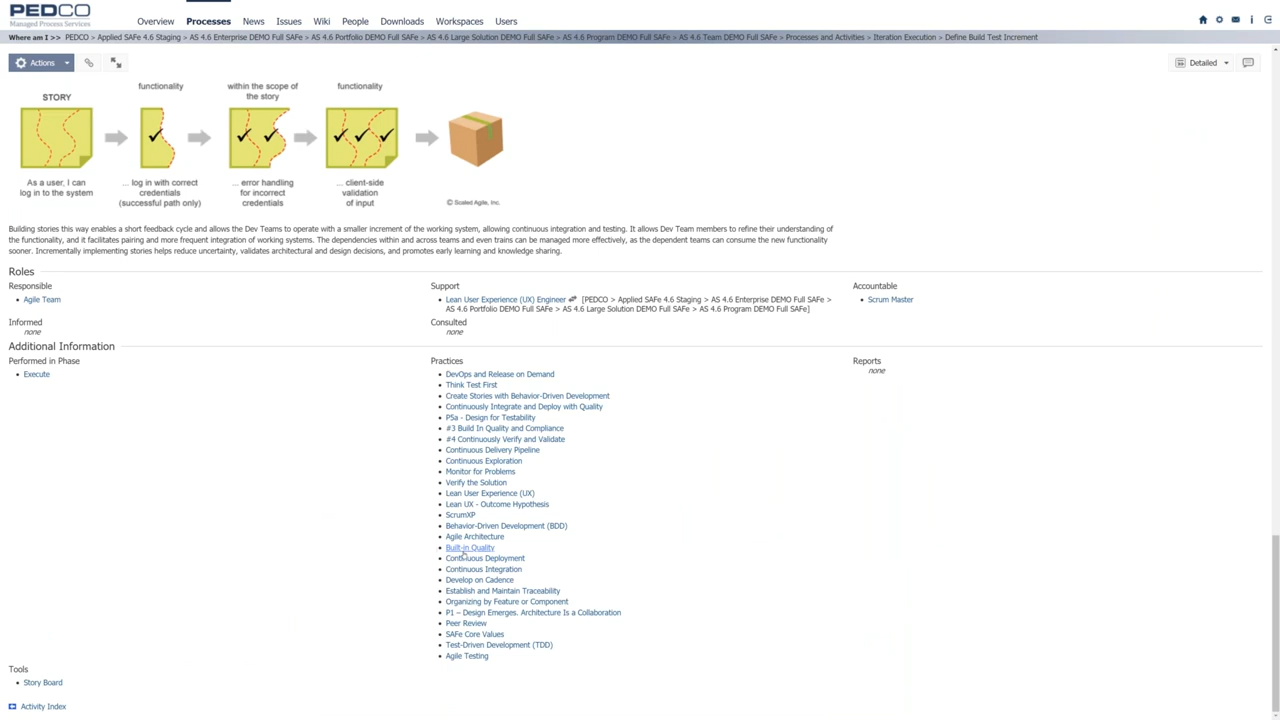 PEDCO
Managed Process Services
Overview Processes News Issues Wiki People Downloads Workspaces Users
Where am I >> PEDCO > Applied SAFe 4.6 Staging > AS 4.6 Enterprise DEMO Full SAFe > AS 4.6 Portfolio DEMO Full SAFe > AS 4.6 Large Solution DEMO Full SAFe > AS 4.6 Program DEMO Full SAFe > AS 4.6 Team DEMO Full SAFe > Processes and Activities > Iteration Execution > Define Build Test Increment
Actions
Detailed
STORY
functionality
within the scope of
the story
functionality
As a user, I can
log in to the system
... log in with correct
credentials
(successful path only)
... error handling
for incorrect
credentials
... client-side
validation
of input
© Scaled Agile, Inc.
Building stories this way enables a short feedback cycle and allows the Dev Teams to operate with a smaller increment of the working system, allowing continuous integration and testing. It allows Dev Team members to refine their understanding of
the functionality, and it facilitates pairing and more frequent integration of working systems. The dependencies within and across teams and even trains can be managed more effectively, as the dependent teams can consume the new functionality
sooner. Incrementally implementing stories helps reduce uncertainty, validates architectural and design decisions, and promotes early learning and knowledge sharing.
Roles
Responsible
Agile Team
Support
Lean User Experience (UX) Engineer [PEDCO > Applied SAFe 4.6 Staging > AS 4.6 Enterprise DEMO Full SAFe >
AS 4.6 Portfolio DEMO Full SAFe > AS 4.6 Large Solution DEMO Full SAFe > AS 4.6 Program DEMO Full SAFe]
Accountable
Scrum Master
Informed
none
Consulted
none
Additional Information
Performed in Phase
Execute
Practices
DevOps and Release on Demand
Think Test First
Create Stories with Behavior-Driven Development
Continuously Integrate and Deploy with Quality
P5a - Design for Testability
#3 Build In Quality and Compliance
#4 Continuously Verify and Validate
Continuous Delivery Pipeline
Continuous Exploration
Monitor for Problems
Verify the Solution
Lean User Experience (UX)
Lean UX - Outcome Hypothesis
ScrumXP
Behavior-Driven Development (BDD)
Agile Architecture
Built-in Quality
Continuous Deployment
Continuous Integration
Develop on Cadence
Establish and Maintain Traceability
Organizing by Feature or Component
P1 – Design Emerges. Architecture Is a Collaboration
Peer Review
SAFe Core Values
Test-Driven Development (TDD)
Agile Testing
Reports
none
Tools
Story Board
Activity Index